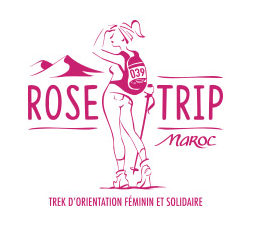 039
ROSE TRIP
MAROC
TREK D'ORIENTATION FÉMININ ET SOLIDAIRE